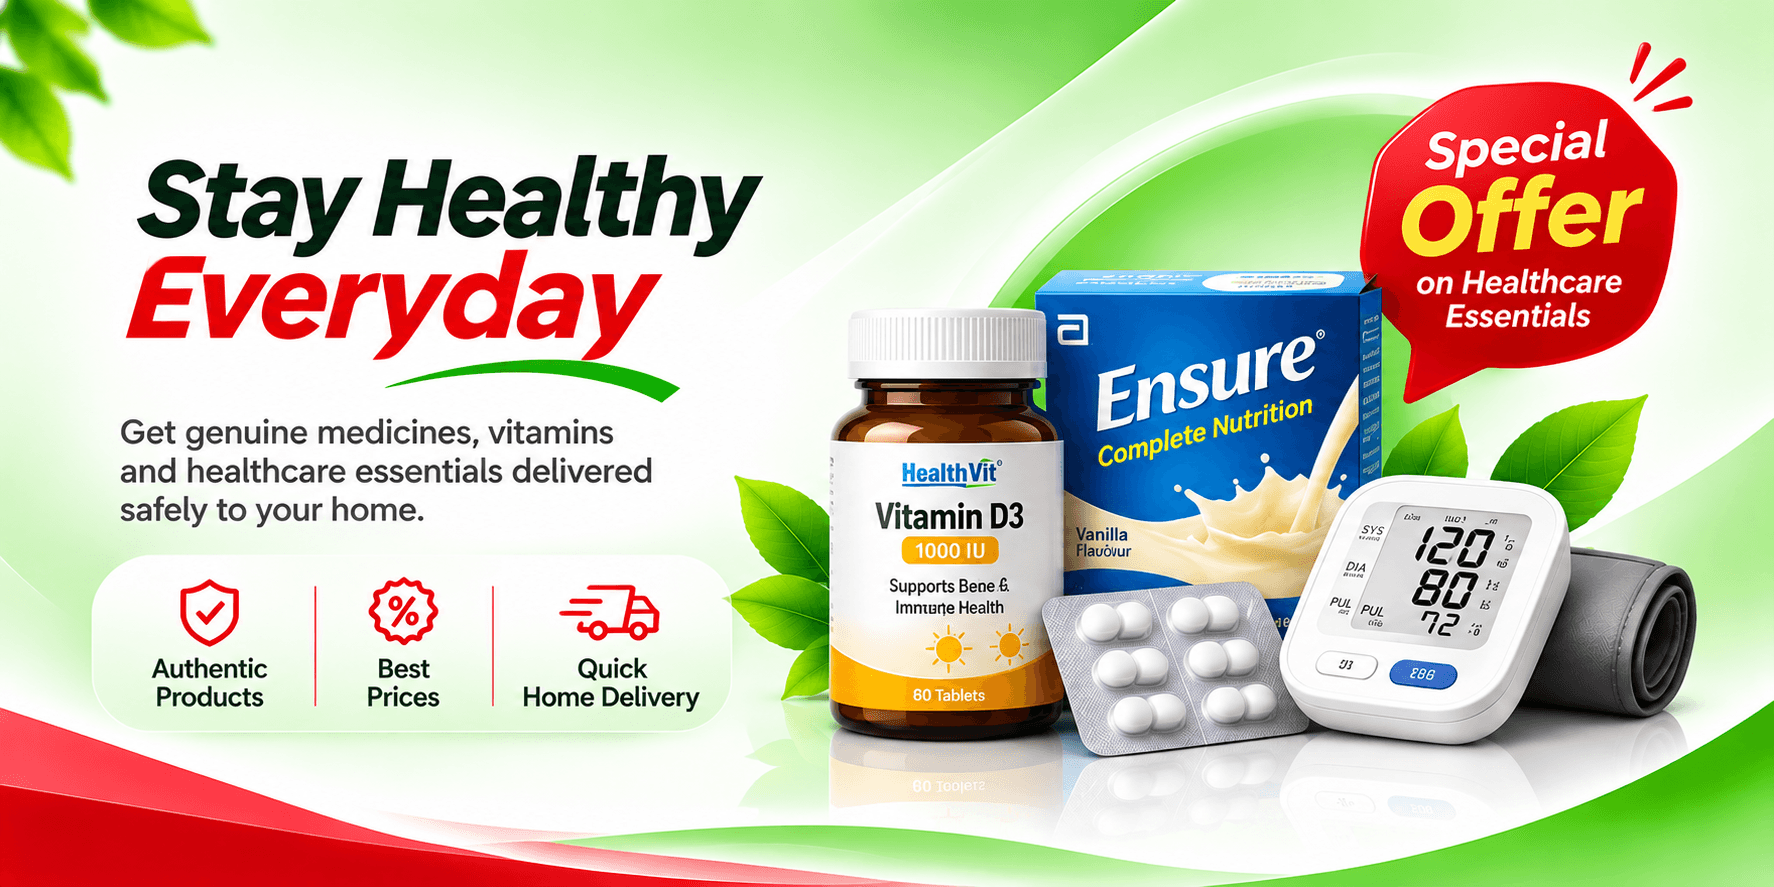 Stay Healthy
Everyday
Get genuine medicines, vitamins
and healthcare essentials delivered
safely to your home.
Authentic
Products
Best
Prices
Quick
Home Delivery
Special
Offer
on Healthcare
Essentials
Ensure®
Complete Nutrition
Vanilla
HealthVit®
Vitamin D3
1000 IU
Supports Bene &
Health
60 Tablets
SYS
120
DIA
80
PUL
PUL
72